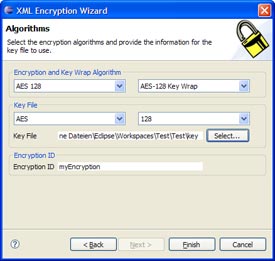 XML Encryption Wizard
Algorithms
Select the encryption algorithms and provide the information for the
key file to use.
Encryption and Key Wrap Algorithm
AES 128
AES-128 Key Wrap
Key File
AES
128
Key File
ne Dateien\Eclipse\Workspaces\Test\Test\key
Select...
Encryption ID
Encryption ID
myEncryption
?
< Back
Next >
Finish
Cancel